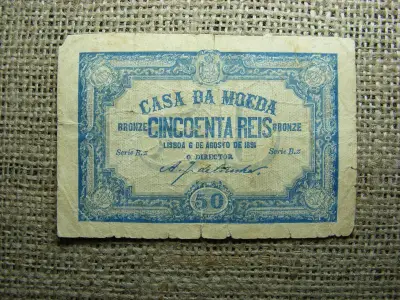 CASA DA MOEDA
BRONZE CINCOENTA REIS BRONZE
LISBOA 6 DE AGOSTO DE 1891
Serie B.z O DIRECTOR Serie B.z
50